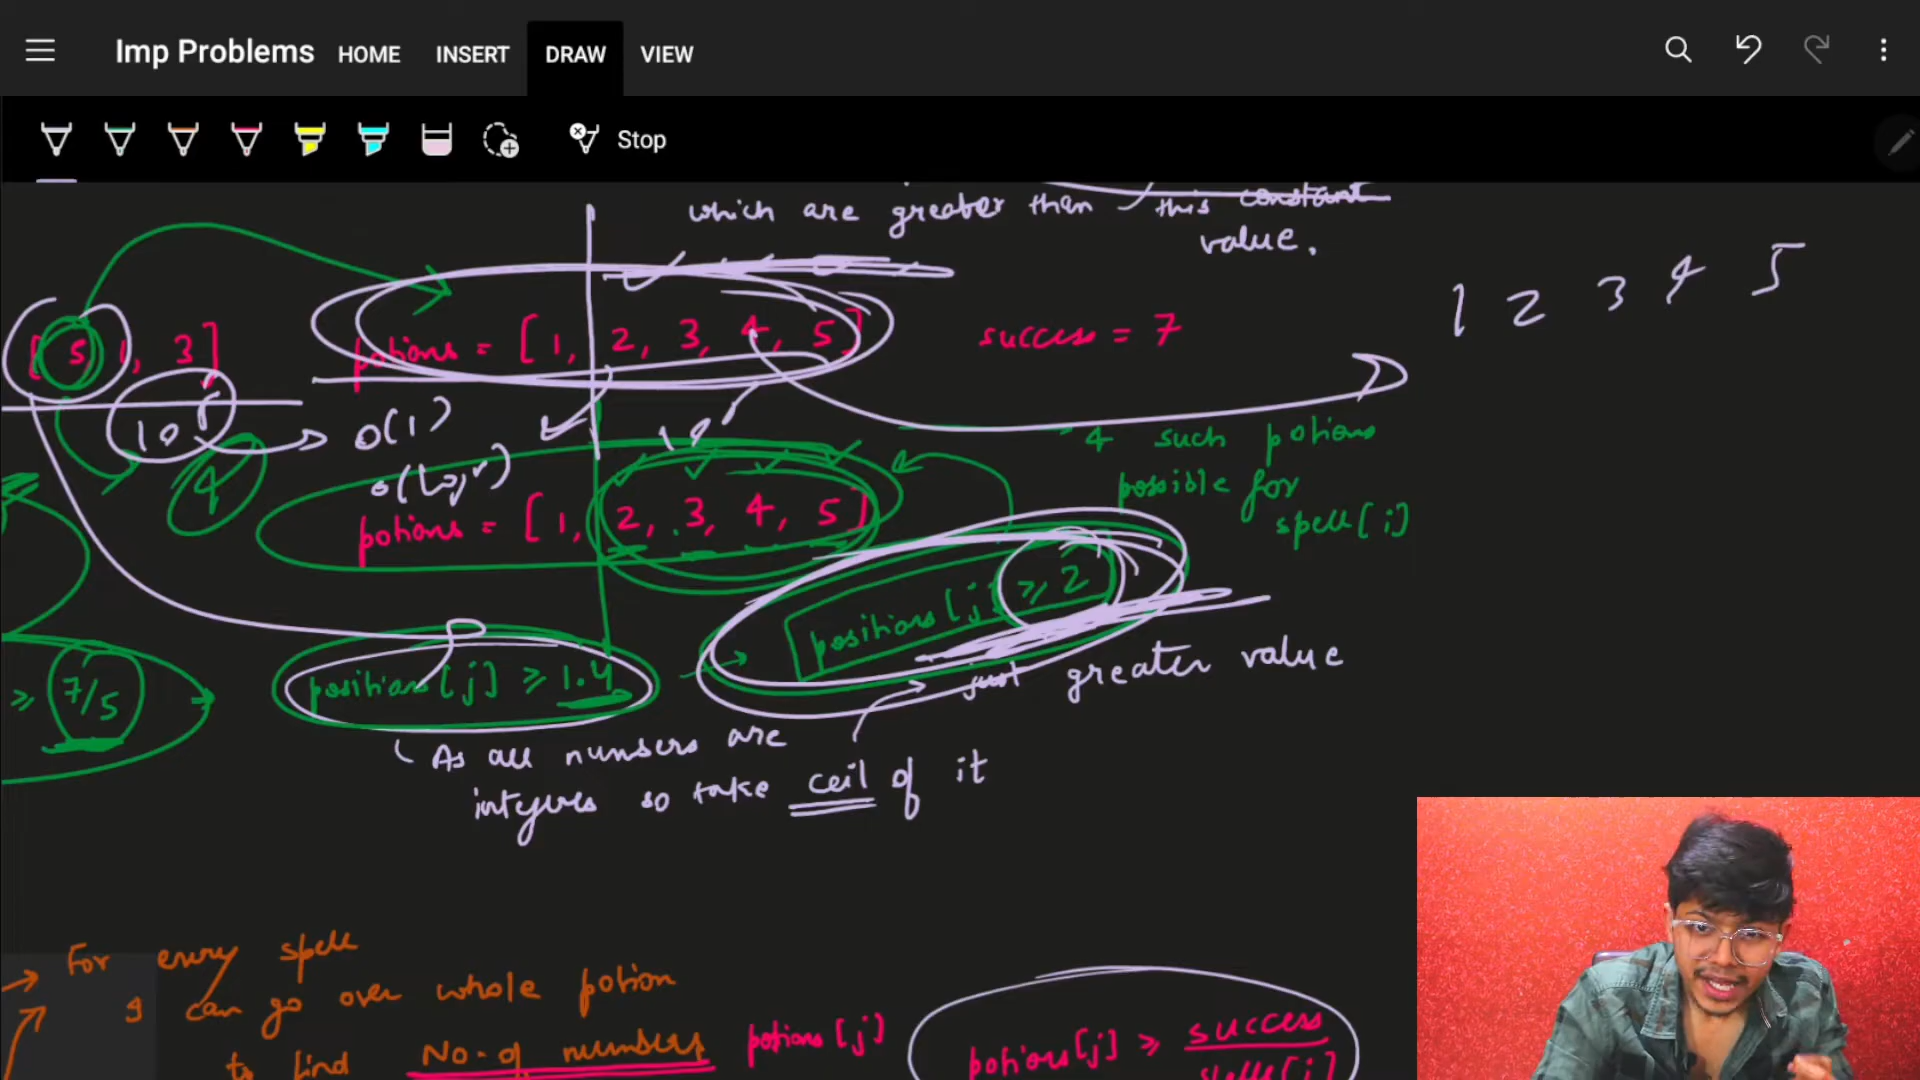 Imp Problems HOME INSERT DRAW VIEW
Stop
which are greater than this constant
value.
1 2 3 4 5
[ 5, 1, 3 ] potions = [ 1, 2, 3, 4, 5 ] success = 7
10 O(1) 10
4 O(log n)
4 such potions
possible for
spell [ i ]
potions = [ 1, 2, 3, 4, 5 ]
positions [ j ] ≥ 2
≥ 7/5 positions [ j ] ≥ 1.4
just greater value
As all numbers are
integers so take ceil of it
→ For every spell
I can go over whole potion
to find No. of numbers potions [ j ]
potions [ j ] ≥ success
spells [ i ]